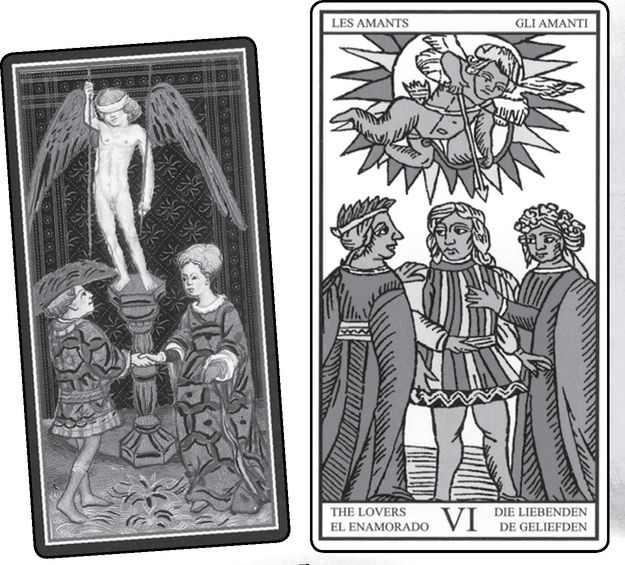 LES AMANTS
GLI AMANTI
THE LOVERS
EL ENAMORADO
VI
DIE LIEBENDEN
DE GELIEFDEN